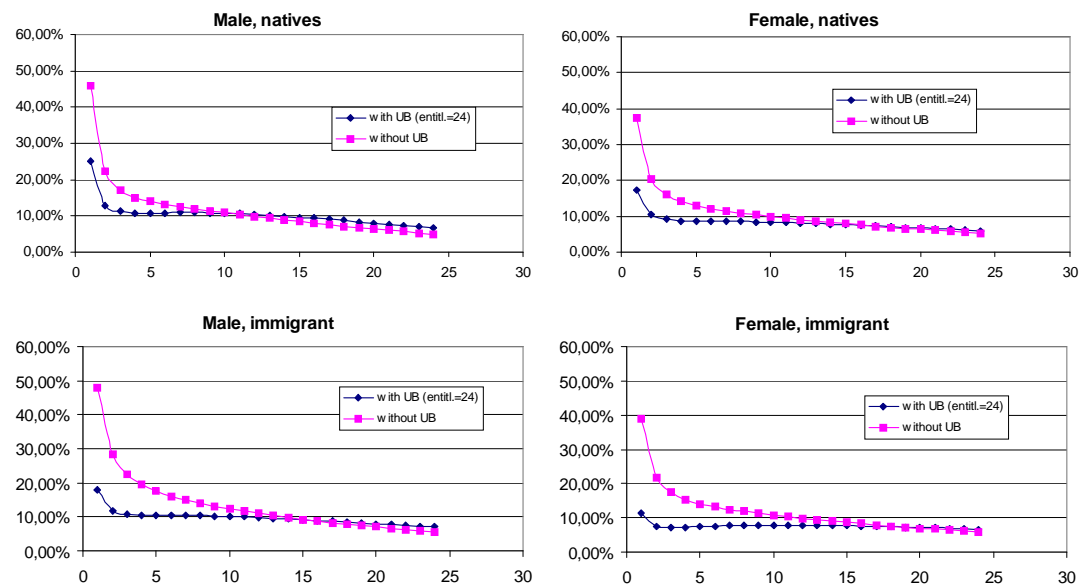 Male, natives
60,00%
50,00%
40,00%
30,00%
20,00%
10,00%
0,00%
with UB (entitl.=24)
without UB
0 5 10 15 20 25 30
Female, natives
60,00%
50,00%
40,00%
30,00%
20,00%
10,00%
0,00%
with UB (entitl.=24)
without UB
0 5 10 15 20 25 30
Male, immigrant
60,00%
50,00%
40,00%
30,00%
20,00%
10,00%
0,00%
with UB (entitl.=24)
without UB
0 5 10 15 20 25 30
Female, immigrant
60,00%
50,00%
40,00%
30,00%
20,00%
10,00%
0,00%
with UB (entitl.=24)
without UB
0 5 10 15 20 25 30